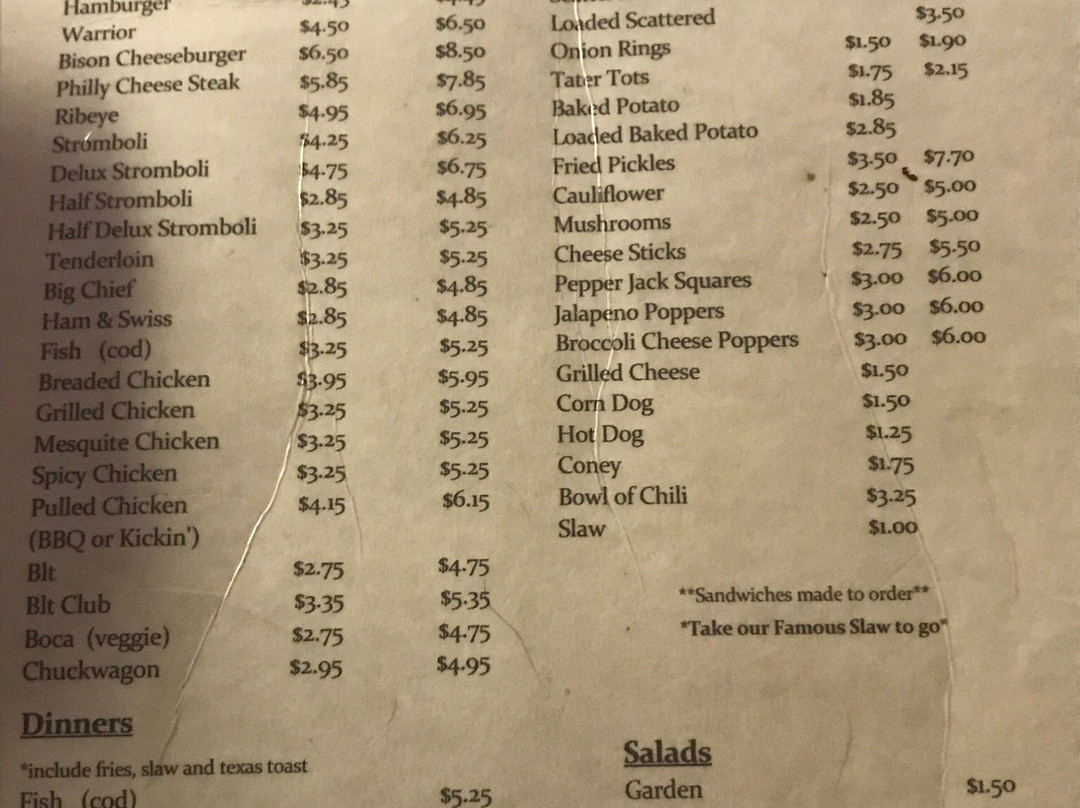 Hamburger
Warrior $4.50 $6.50
Bison Cheeseburger $6.50 $8.50
Philly Cheese Steak $5.85 $7.85
Ribeye $4.95 $6.95
Stromboli $4.25 $6.25
Delux Stromboli $4.75 $6.75
Half Stromboli $2.85 $4.85
Half Delux Stromboli $3.25 $5.25
Tenderloin $3.25 $5.25
Big Chief $2.85 $4.85
Ham & Swiss $2.85 $4.85
Fish (cod) $3.25 $5.25
Breaded Chicken $3.95 $5.95
Grilled Chicken $3.25 $5.25
Mesquite Chicken $3.25 $5.25
Spicy Chicken $3.25 $5.25
Pulled Chicken $4.15 $6.15
(BBQ or Kickin')
Blt $2.75 $4.75
Blt Club $3.35 $5.35
Boca (veggie) $2.75 $4.75
Chuckwagon $2.95 $4.95
Dinners
*include fries, slaw and texas toast
Fish (cod) $5.25
Loaded Scattered $3.50
Onion Rings $1.50 $1.90
Tater Tots $1.75 $2.15
Baked Potato $1.85
Loaded Baked Potato $2.85
Fried Pickles $3.50 $7.70
Cauliflower $2.50 $5.00
Mushrooms $2.50 $5.00
Cheese Sticks $2.75 $5.50
Pepper Jack Squares $3.00 $6.00
Jalapeno Poppers $3.00 $6.00
Broccoli Cheese Poppers $3.00 $6.00
Grilled Cheese $1.50
Corn Dog $1.50
Hot Dog $1.25
Coney $1.75
Bowl of Chili $3.25
Slaw $1.00
**Sandwiches made to order**
*Take our Famous Slaw to go*
Salads
Garden $1.50